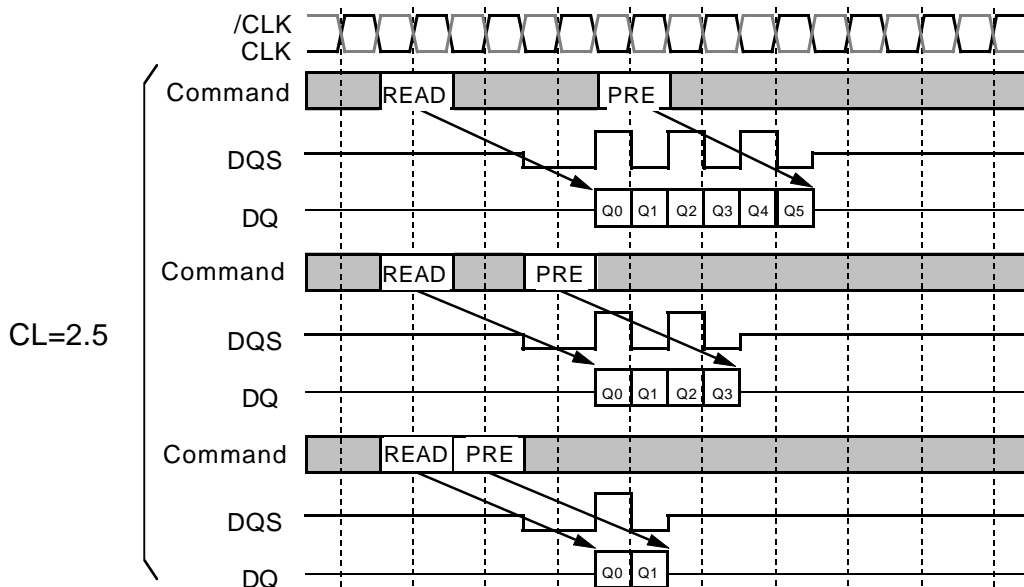 /CLK
CLK
Command READ PRE
DQS
DQ Q0 Q1 Q2 Q3 Q4 Q5
Command READ PRE
CL=2.5
DQS
DQ Q0 Q1 Q2 Q3
Command READ PRE
DQS
DQ Q0 Q1